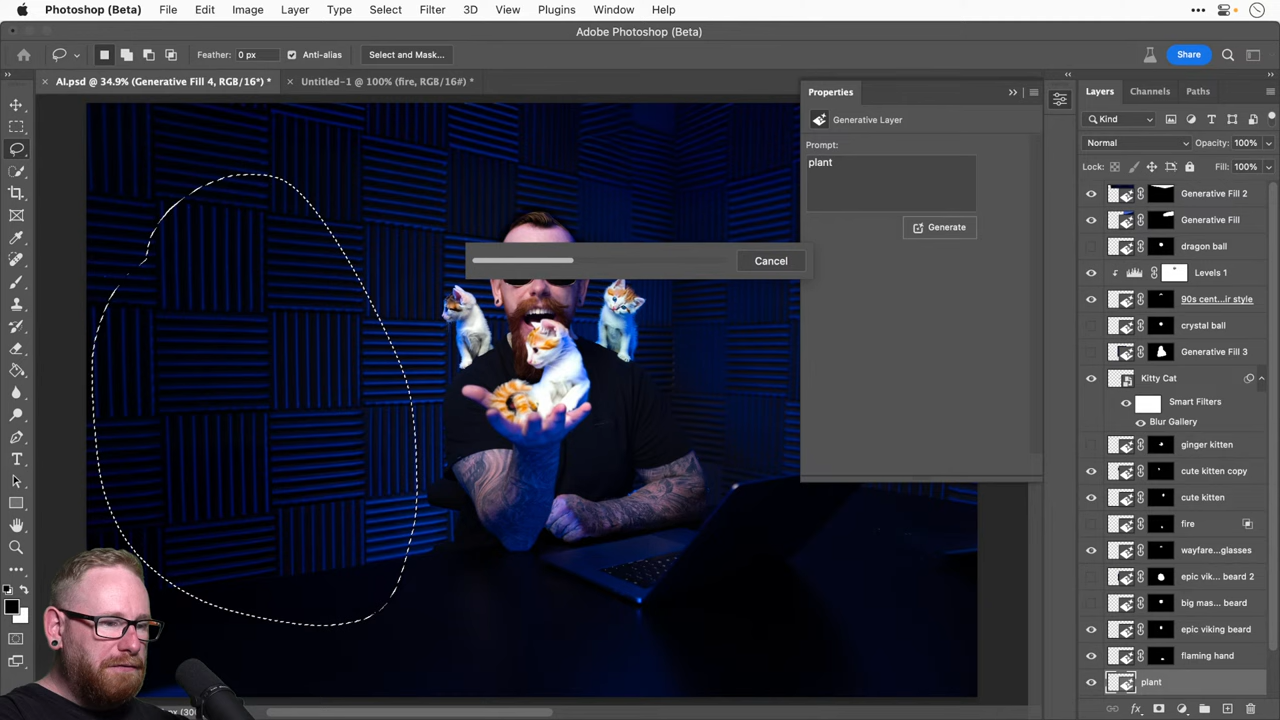 Photoshop (Beta) File Edit Image Layer Type Select Filter 3D View Plugins Window Help
Adobe Photoshop (Beta)
Feather: 0 px Anti-alias Select and Mask... Share
AI.psd @ 34.9% (Generative Fill 4, RGB/16*) * Untitled-1 @ 100% (fire, RGB/16#) *
Properties
Generative Layer
Prompt:
plant
Generate
Cancel
Layers Channels Paths
Kind
Normal Opacity: 100%
Lock: Fill: 100%
Generative Fill 2
Generative Fill
dragon ball
Levels 1
90s cent...ir style
crystal ball
Generative Fill 3
Kitty Cat
Smart Filters
Blur Gallery
ginger kitten
cute kitten copy
cute kitten
fire
wayfare...glasses
epic vik... beard 2
big mas... beard
epic viking beard
flaming hand
plant